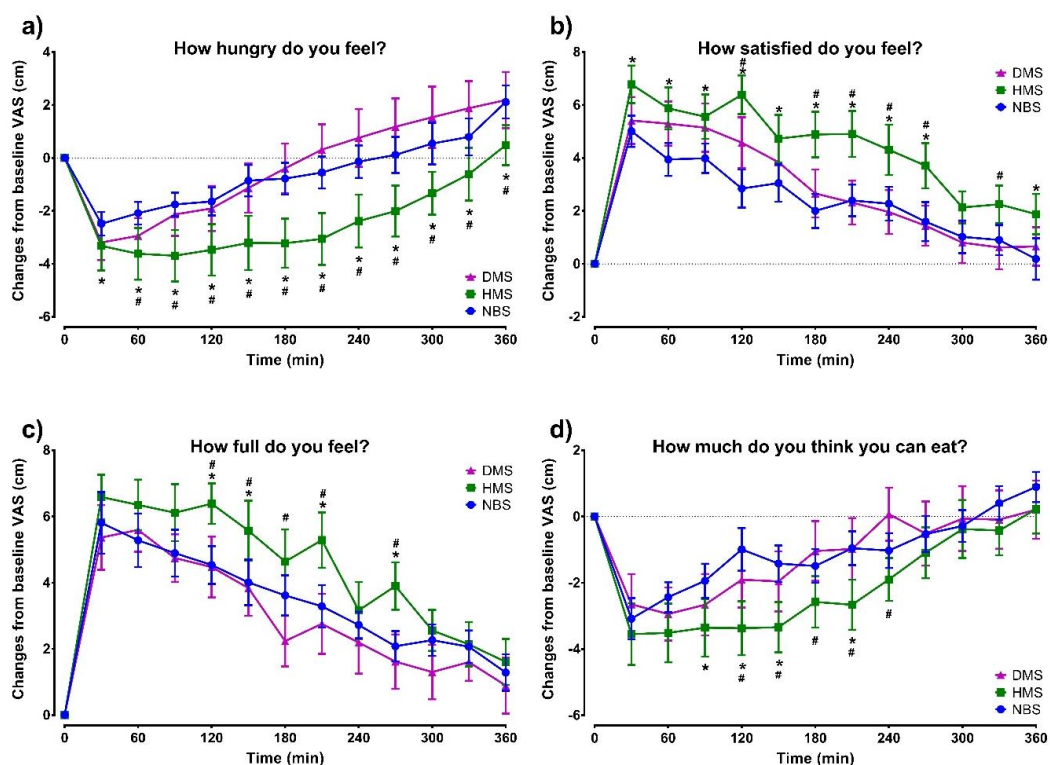 a)
How hungry do you feel?
Changes from baseline VAS (cm)
4
2
0
-2
-4
-6
* * * * * * * * * * * *
# # # # # # # # # # #
DMS
HMS
NBS
0 60 120 180 240 300 360
Time (min)
b)
How satisfied do you feel?
Changes from baseline VAS (cm)
8
6
4
2
0
-2
* * * # * * # * # * # * # * # *
DMS
HMS
NBS
0 60 120 180 240 300 360
Time (min)
c)
How full do you feel?
Changes from baseline VAS (cm)
8
6
4
2
0
# * # * # # * # *
DMS
HMS
NBS
0 60 120 180 240 300 360
Time (min)
d)
How much do you think you can eat?
Changes from baseline VAS (cm)
2
0
-2
-4
-6
* * # * # # * # #
DMS
HMS
NBS
0 60 120 180 240 300 360
Time (min)